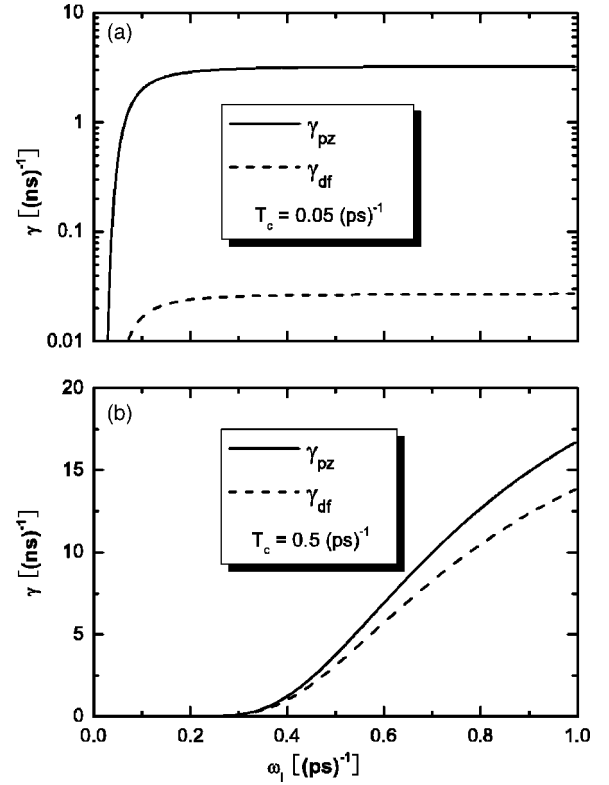 (a)
10
1
0.1
0.01
γ [(ns)⁻¹]
γpz
γdf
Tc = 0.05 (ps)⁻¹
(b)
20
15
10
5
0
γ [(ns)⁻¹]
γpz
γdf
Tc = 0.5 (ps)⁻¹
0.0 0.2 0.4 0.6 0.8 1.0
ωl [(ps)⁻¹]